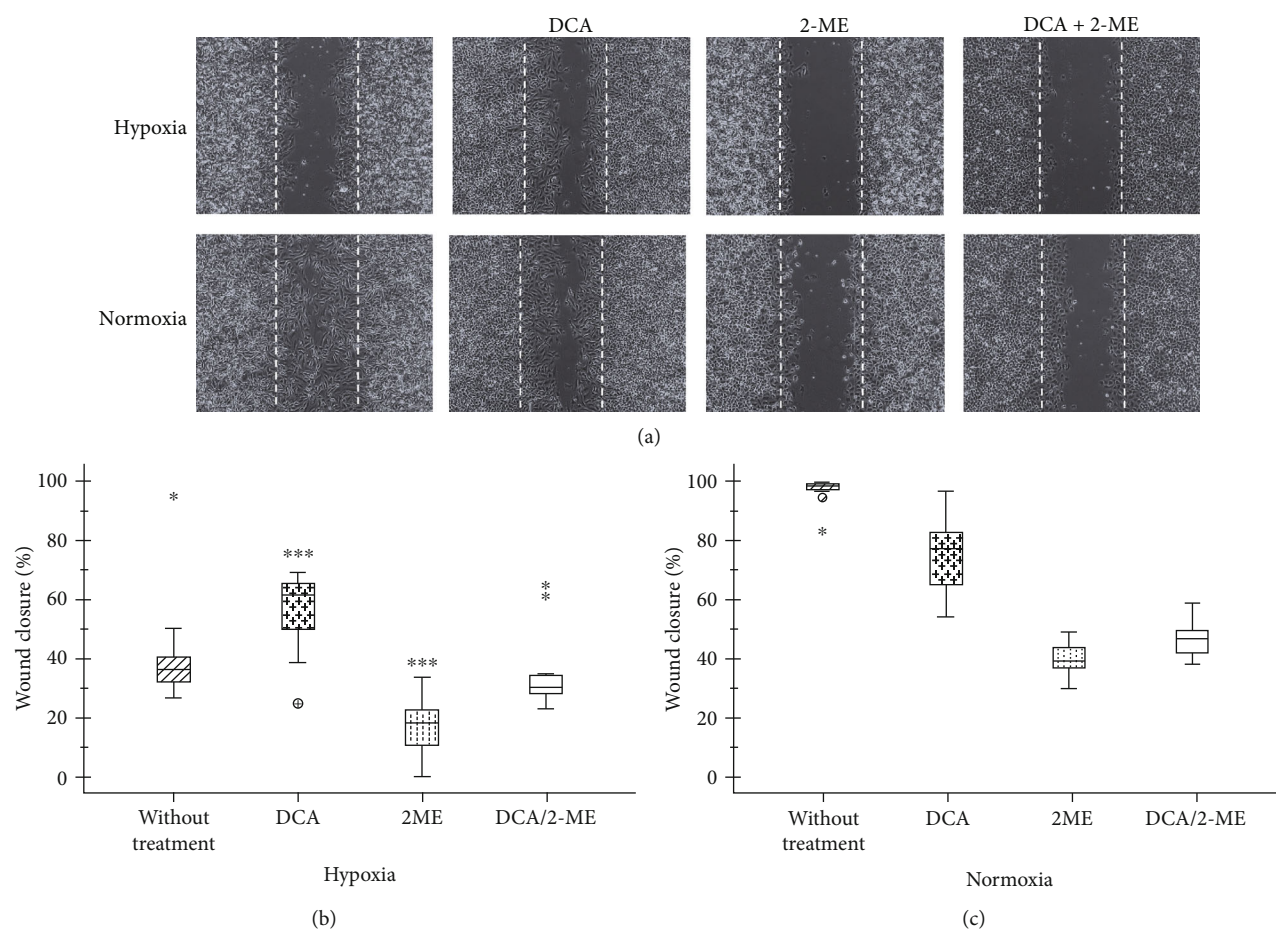 DCA
2-ME
DCA + 2-ME
Hypoxia
Normoxia
(a)
100
80
60
40
20
0
Wound closure (%)
*
***
***
*
*
Without
treatment
DCA
2ME
DCA/2-ME
Hypoxia
(b)
100
80
60
40
20
0
Wound closure (%)
*
Without
treatment
DCA
2ME
DCA/2-ME
Normoxia
(c)